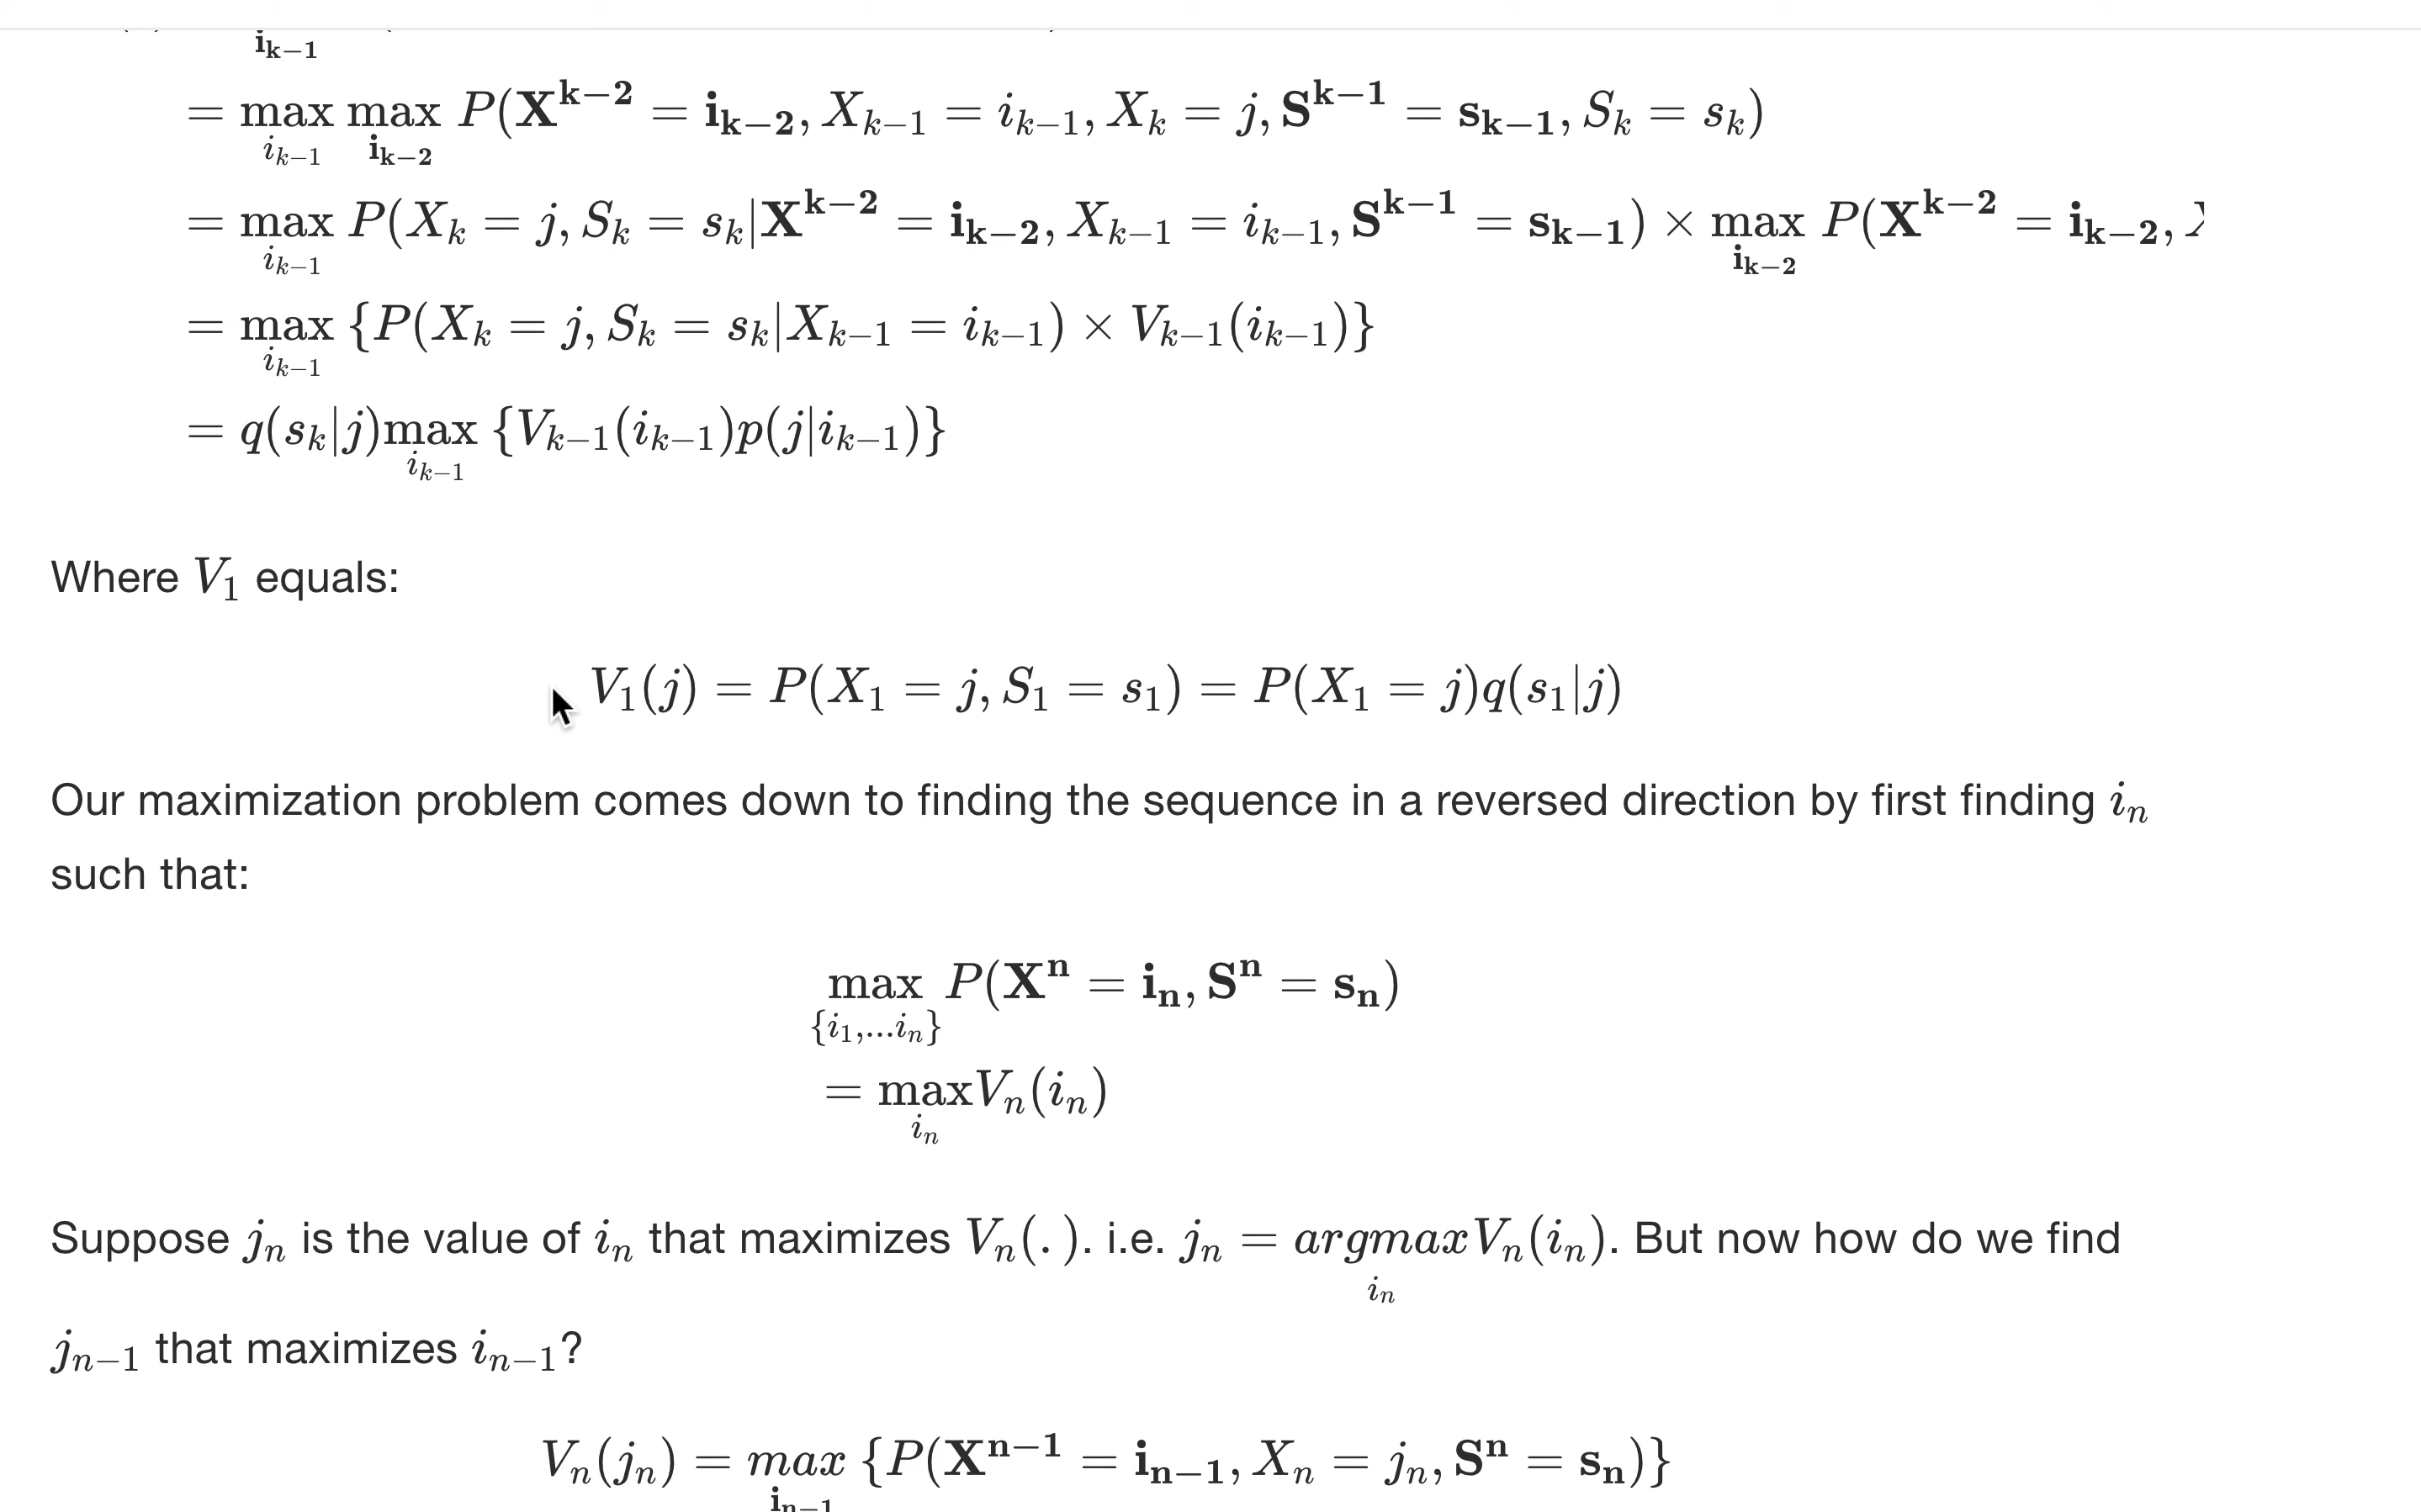 i_{k−1}
= max_{i_{k−1}} max_{𝐢_{𝐤−𝟐}} P(𝐗^{𝐤−𝟐} = 𝐢_{𝐤−𝟐}, X_{k−1} = i_{k−1}, X_k = j, 𝐒^{𝐤−𝟏} = 𝐬_{𝐤−𝟏}, S_k = s_k)
= max_{i_{k−1}} P(X_k = j, S_k = s_k|𝐗^{𝐤−𝟐} = 𝐢_{𝐤−𝟐}, X_{k−1} = i_{k−1}, 𝐒^{𝐤−𝟏} = 𝐬_{𝐤−𝟏}) × max_{𝐢_{𝐤−𝟐}} P(𝐗^{𝐤−𝟐} = 𝐢_{𝐤−𝟐},
= max_{i_{k−1}} {P(X_k = j, S_k = s_k|X_{k−1} = i_{k−1}) × V_{k−1}(i_{k−1})}
= q(s_k|j) max_{i_{k−1}} {V_{k−1}(i_{k−1})p(j|i_{k−1})}
Where V_1 equals:
V_1(j) = P(X_1 = j, S_1 = s_1) = P(X_1 = j)q(s_1|j)
Our maximization problem comes down to finding the sequence in a reversed direction by first finding i_n
such that:
max_{{i_1,...i_n}} P(𝐗^𝐧 = 𝐢_𝐧, 𝐒^𝐧 = 𝐬_𝐧)
= max_{i_n} V_n(i_n)
Suppose j_n is the value of i_n that maximizes V_n(. ). i.e. j_n = argmax_{i_n} V_n(i_n). But now how do we find
j_{n−1} that maximizes i_{n−1}?
V_n(j_n) = max_{𝐢_{𝐧−𝟏}} {P(𝐗^{𝐧−𝟏} = 𝐢_{𝐧−𝟏}, X_n = j_n, 𝐒^𝐧 = 𝐬_𝐧)}